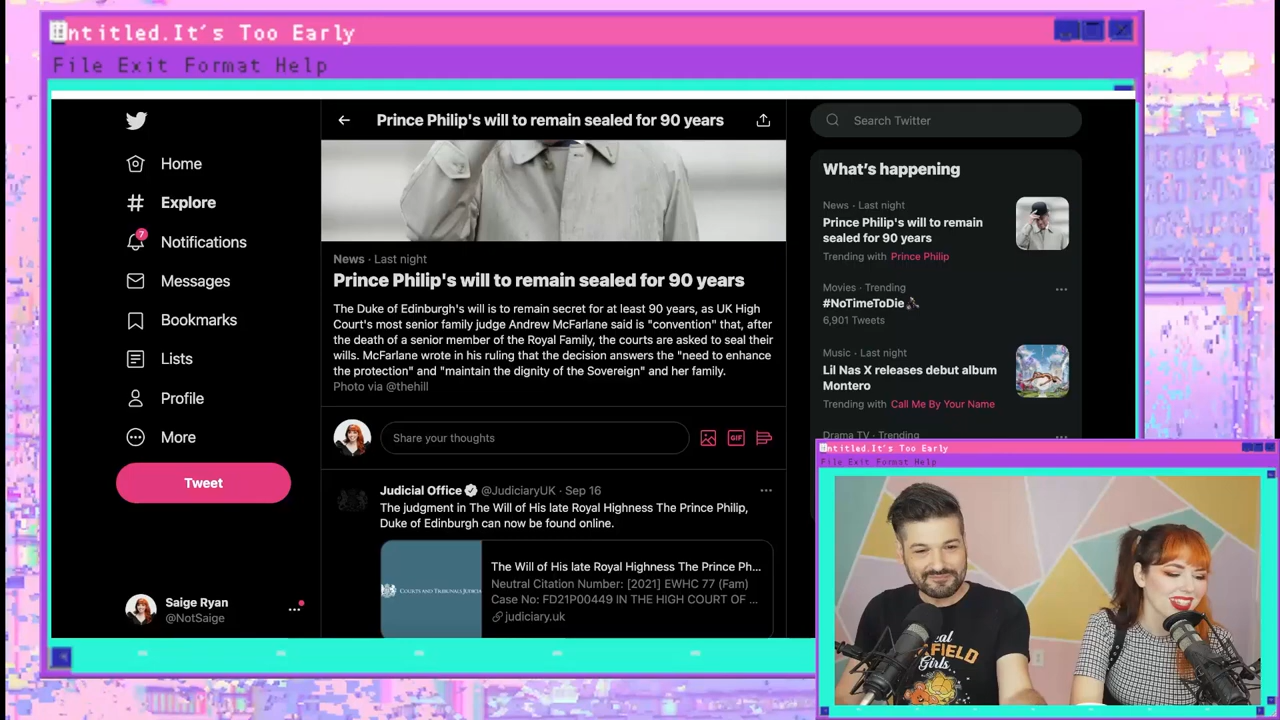 Untitled.It's Too Early
File Exit Format Help
Home
Explore
7
Notifications
Messages
Bookmarks
Lists
Profile
More
Tweet
Saige Ryan
@NotSaige
Prince Philip's will to remain sealed for 90 years
News · Last night
Prince Philip's will to remain sealed for 90 years
The Duke of Edinburgh's will is to remain secret for at least 90 years, as UK High
Court's most senior family judge Andrew McFarlane said is "convention" that, after
the death of a senior member of the Royal Family, the courts are asked to seal their
wills. McFarlane wrote in his ruling that the decision answers the "need to enhance
the protection" and "maintain the dignity of the Sovereign" and her family.
Photo via @thehill
Share your thoughts
GIF
Judicial Office @JudiciaryUK · Sep 16
The judgment in The Will of His late Royal Highness The Prince Philip,
Duke of Edinburgh can now be found online.
COURTS AND TRIBUNALS JUDICIA
The Will of His late Royal Highness The Prince Ph...
Neutral Citation Number: [2021] EWHC 77 (Fam)
Case No: FD21P00449 IN THE HIGH COURT OF ...
judiciary.uk
Search Twitter
What's happening
News · Last night
Prince Philip's will to remain
sealed for 90 years
Trending with Prince Philip
Movies · Trending
#NoTimeToDie
6,901 Tweets
Music · Last night
Lil Nas X releases debut album
Montero
Trending with Call Me By Your Name
Drama TV · Trending
Untitled.It's Too Early
File Exit Format Help
Girls